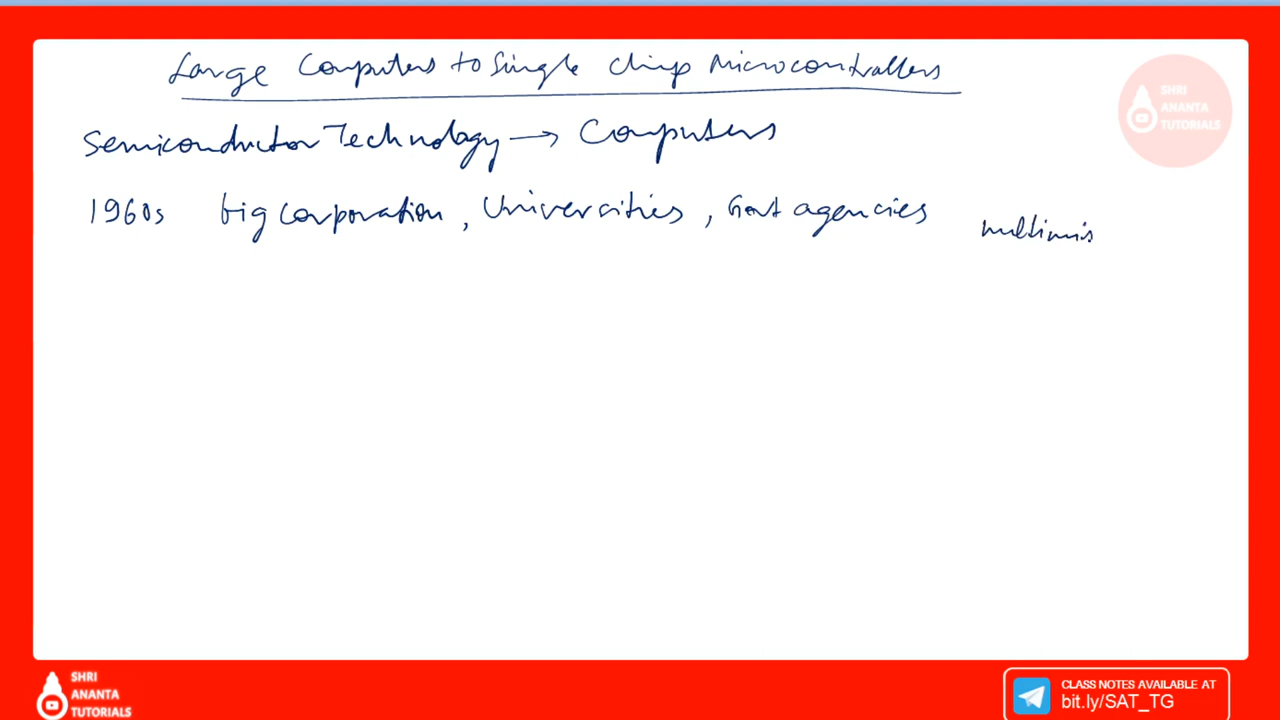 Large Computers to Single chip Microcontrollers
SHRI
ANANTA
TUTORIALS
Semiconductor Technology → Computers
1960s big corporation, Universities, Govt agencies multimis
SHRI
ANANTA
TUTORIALS
CLASS NOTES AVAILABLE AT
bit.ly/SAT_TG